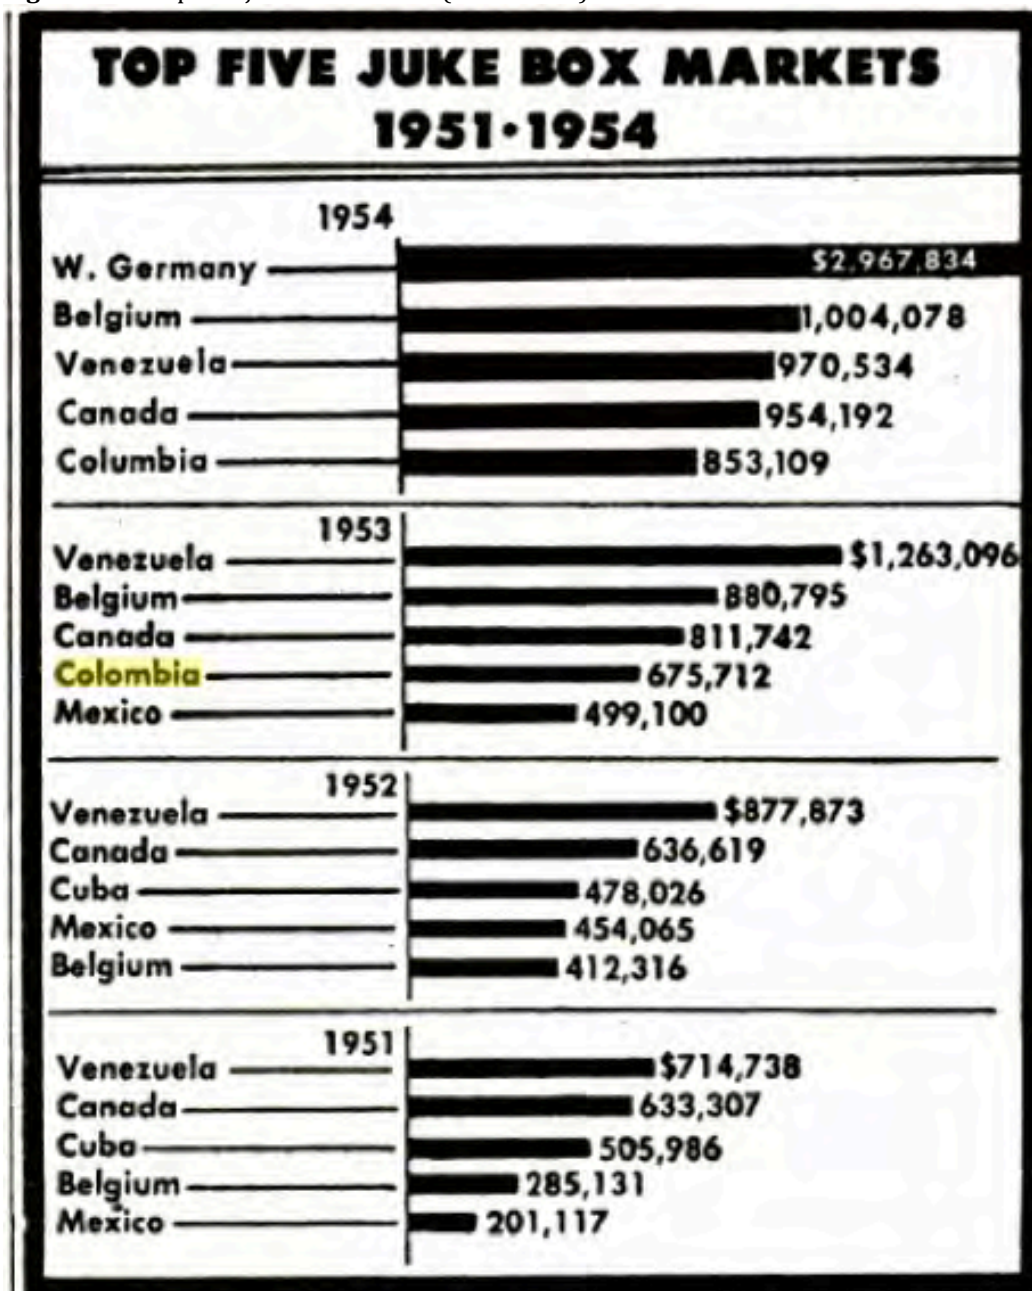 TOP FIVE JUKE BOX MARKETS
1951·1954
1954
W. Germany $2,967,834
Belgium 1,004,078
Venezuela 970,534
Canada 954,192
Columbia 853,109
1953
Venezuela $1,263,096
Belgium 880,795
Canada 811,742
Colombia 675,712
Mexico 499,100
1952
Venezuela $877,873
Canada 636,619
Cuba 478,026
Mexico 454,065
Belgium 412,316
1951
Venezuela $714,738
Canada 633,307
Cuba 505,986
Belgium 285,131
Mexico 201,117